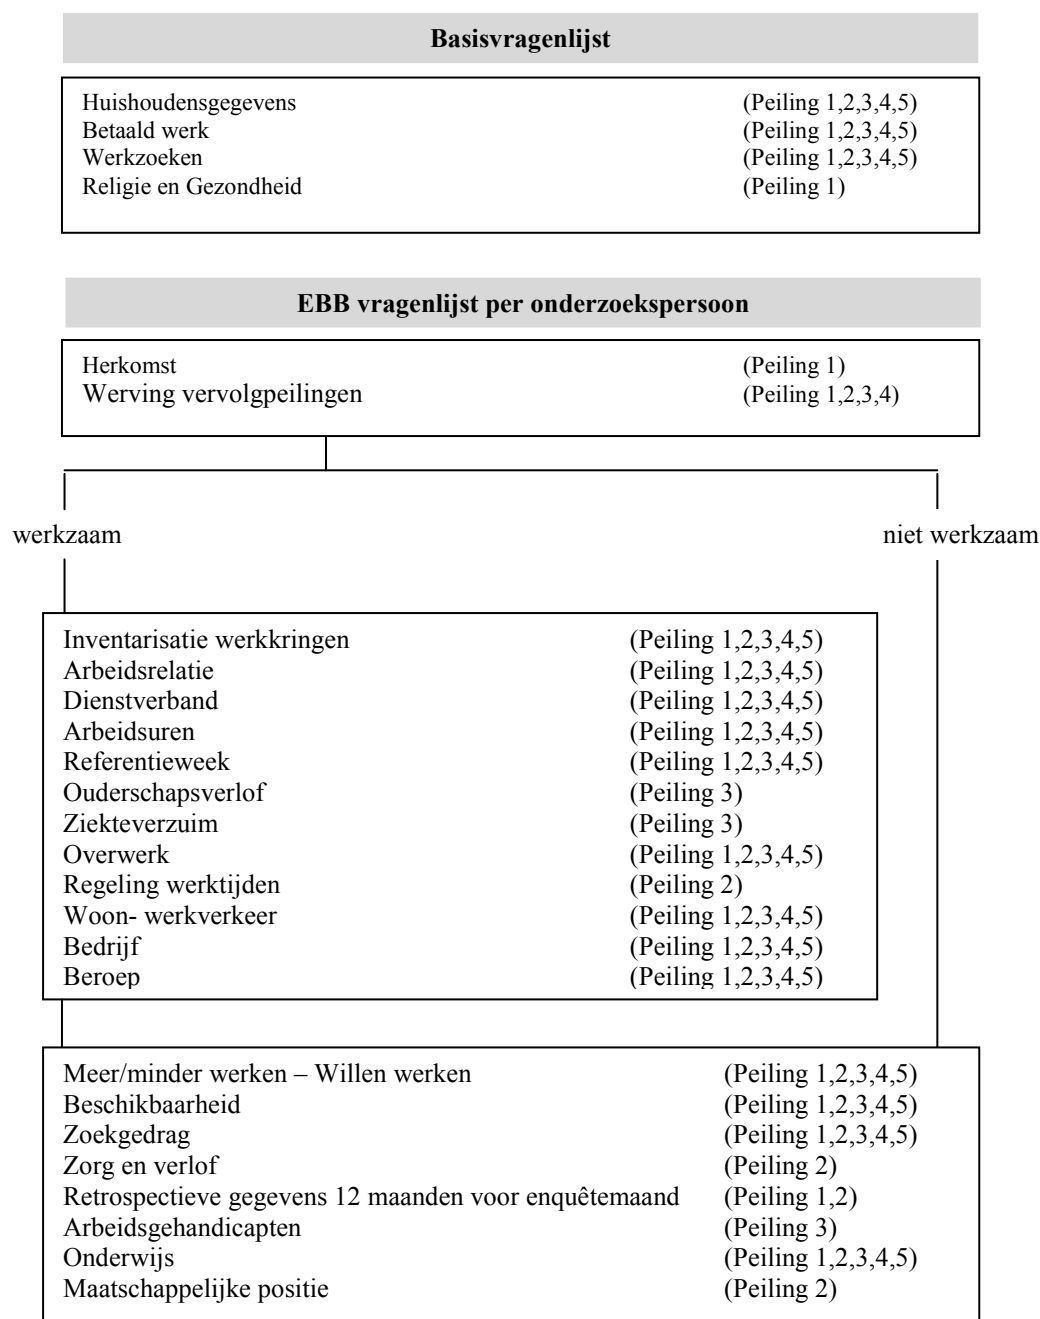 Basisvragenlijst
Huishoudensgegevens (Peiling 1,2,3,4,5)
Betaald werk (Peiling 1,2,3,4,5)
Werkzoeken (Peiling 1,2,3,4,5)
Religie en Gezondheid (Peiling 1)
EBB vragenlijst per onderzoekspersoon
Herkomst (Peiling 1)
Werving vervolgpeilingen (Peiling 1,2,3,4)
werkzaam niet werkzaam
Inventarisatie werkkringen (Peiling 1,2,3,4,5)
Arbeidsrelatie (Peiling 1,2,3,4,5)
Dienstverband (Peiling 1,2,3,4,5)
Arbeidsuren (Peiling 1,2,3,4,5)
Referentieweek (Peiling 1,2,3,4,5)
Ouderschapsverlof (Peiling 3)
Ziekteverzuim (Peiling 3)
Overwerk (Peiling 1,2,3,4,5)
Regeling werktijden (Peiling 2)
Woon- werkverkeer (Peiling 1,2,3,4,5)
Bedrijf (Peiling 1,2,3,4,5)
Beroep (Peiling 1,2,3,4,5)
Meer/minder werken – Willen werken (Peiling 1,2,3,4,5)
Beschikbaarheid (Peiling 1,2,3,4,5)
Zoekgedrag (Peiling 1,2,3,4,5)
Zorg en verlof (Peiling 2)
Retrospectieve gegevens 12 maanden voor enquêtemaand (Peiling 1,2)
Arbeidsgehandicapten (Peiling 3)
Onderwijs (Peiling 1,2,3,4,5)
Maatschappelijke positie (Peiling 2)